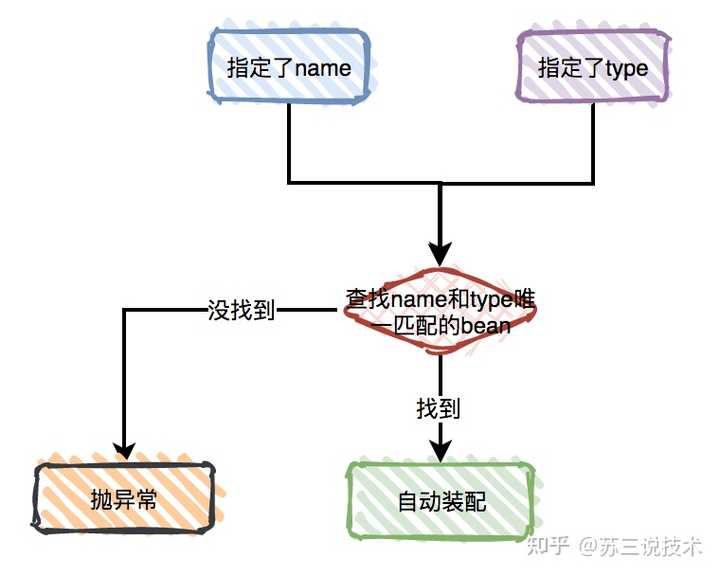 指定了name
指定了type
查找name和type唯
一匹配的bean
没找到
找到
抛异常
自动装配
知乎 @苏三说技术